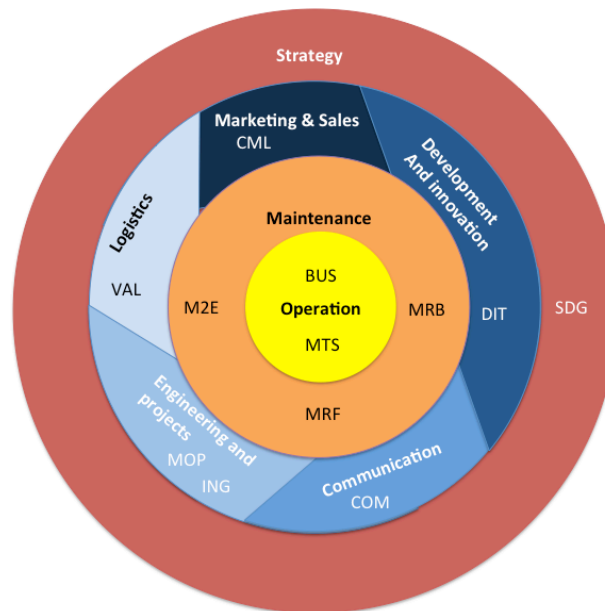 Strategy
Marketing & Sales
CML
Development
And innovation
Logistics
Maintenance
BUS
VAL
M2E
Operation
MRB
DIT
SDG
MTS
Engineering and
projects
MRF
MOP
Communication
ING
COM